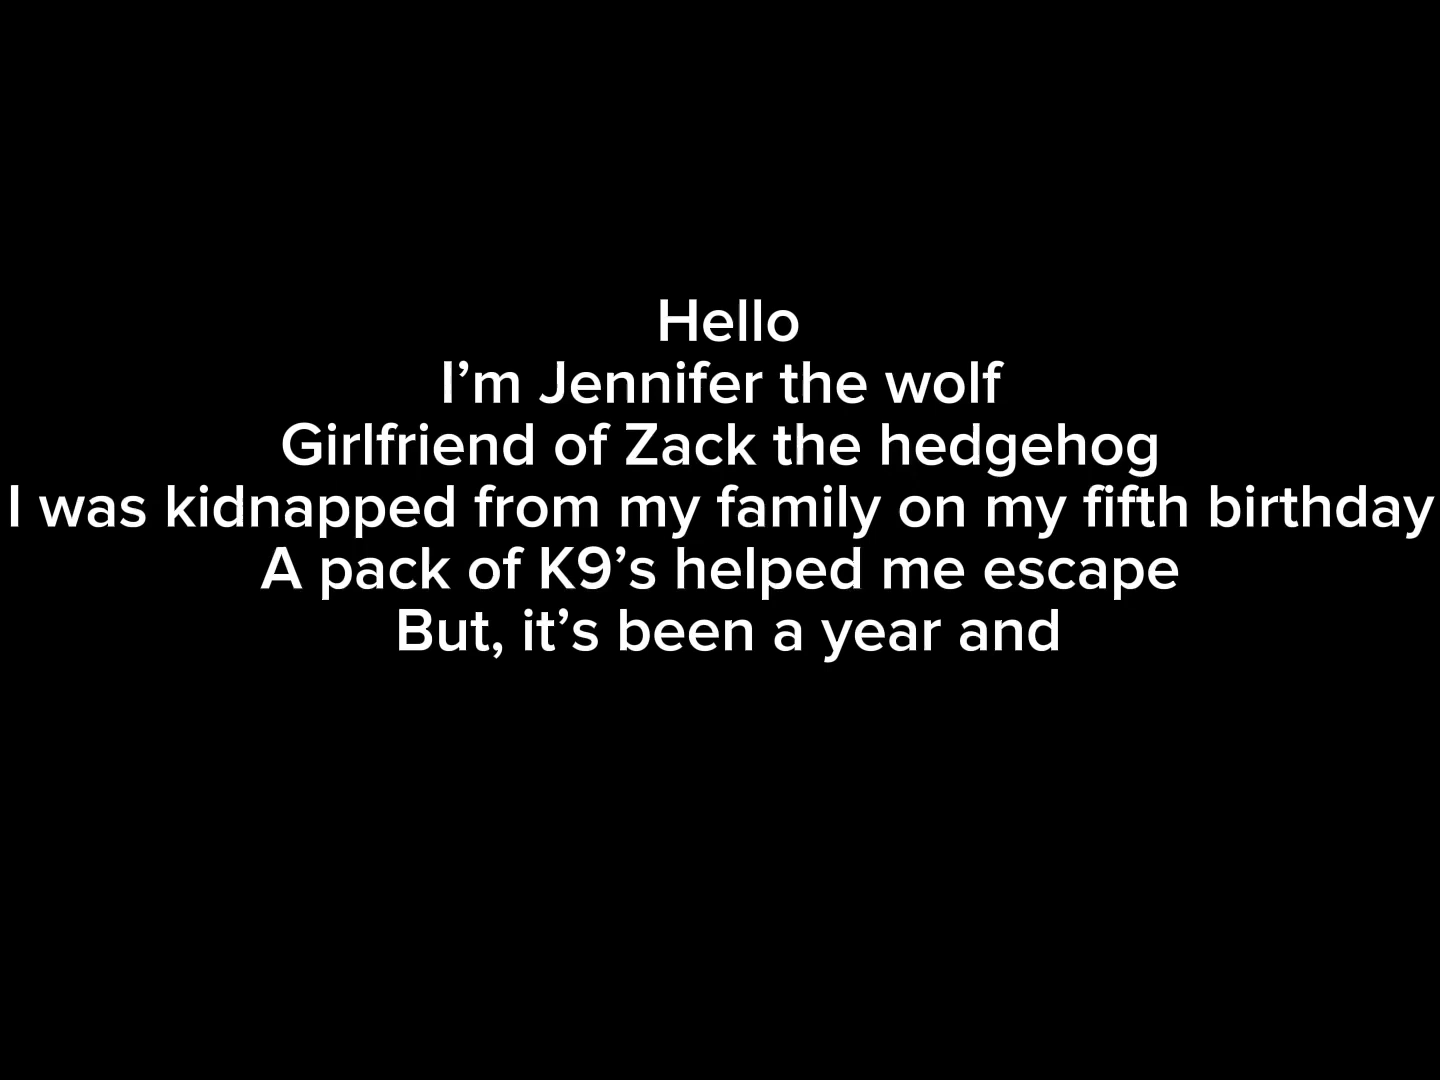 Hello
I’m Jennifer the wolf
Girlfriend of Zack the hedgehog
I was kidnapped from my family on my fifth birthday
A pack of K9’s helped me escape
But, it’s been a year and